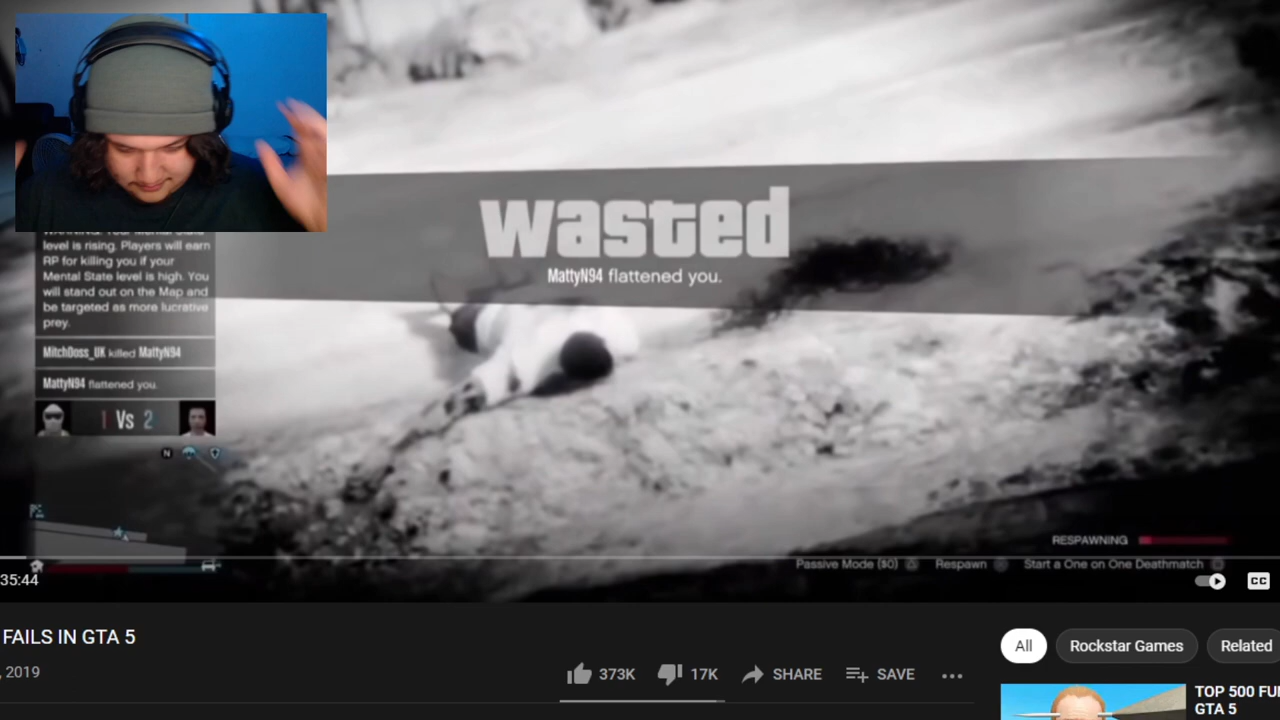 wasted
MattyN94 flattened you.
WARNING: Your Mental State
level is rising. Players will earn
RP for killing you if your
Mental State level is high. You
will stand out on the Map and
be targeted as more lucrative
prey.
MitchDoss_UK killed MattyN94
MattyN94 flattened you.
1 Vs 2
N
RESPAWNING
Passive Mode ($0) Respawn Start a One on One Deathmatch
35:44
CC
FAILS IN GTA 5
, 2019
373K 17K SHARE SAVE
All Rockstar Games Related
TOP 500 FU
GTA 5